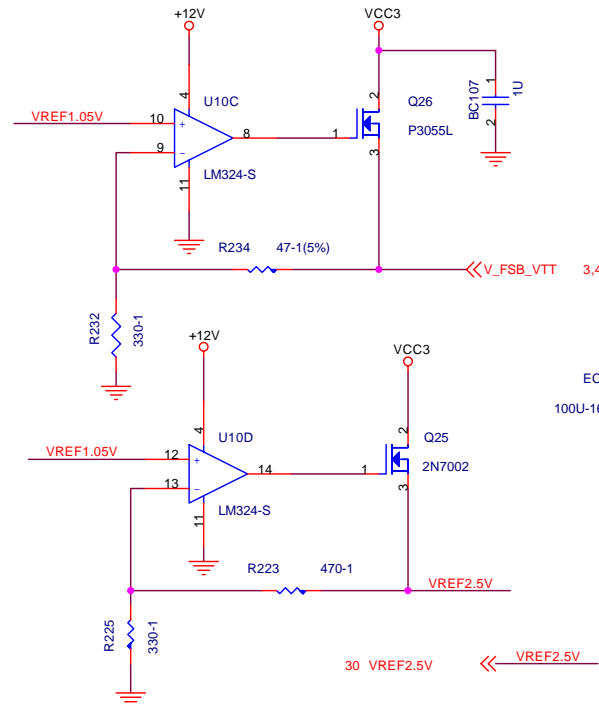 +12V
VCC3
4
U10C
2
Q26
1
BC107
1U
VREF1.05V
10
+
8
1
P3055L
9
−
2
3
11
LM324-S
R234
47-1(5%)
V_FSB_VTT
3,4
R232
330-1
+12V
VCC3
EC
100U-16
4
U10D
2
Q25
VREF1.05V
12
+
14
1
2N7002
13
−
3
11
LM324-S
R223
470-1
VREF2.5V
R225
330-1
30
VREF2.5V
VREF2.5V